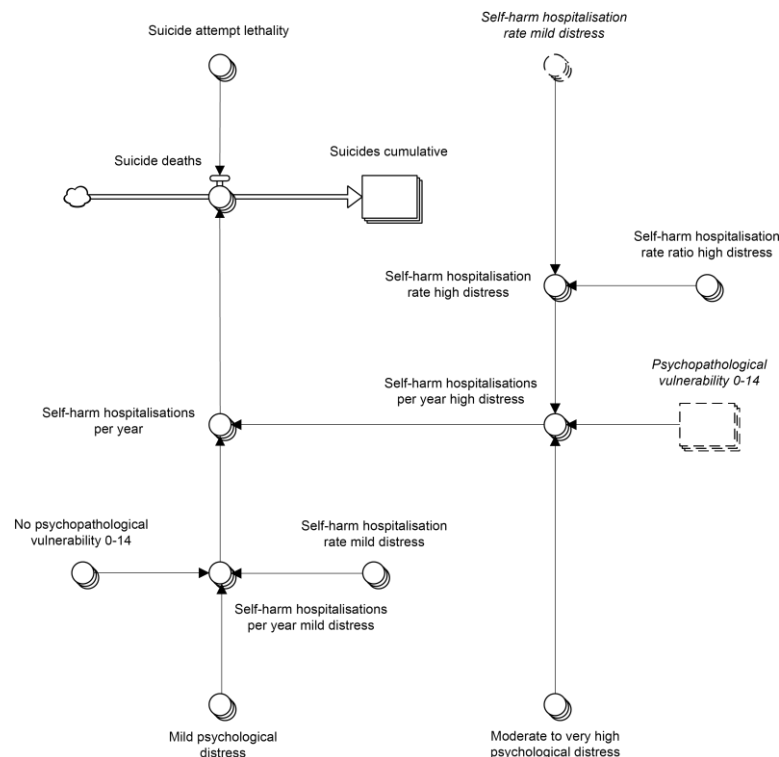 Suicide attempt lethality
Self-harm hospitalisation
rate mild distress
Suicide deaths
Suicides cumulative
Self-harm hospitalisation
rate ratio high distress
Self-harm hospitalisation
rate high distress
Psychopathological
vulnerability 0-14
Self-harm hospitalisations
per year high distress
Self-harm hospitalisations
per year
No psychopathological
vulnerability 0-14
Self-harm hospitalisation
rate mild distress
Self-harm hospitalisations
per year mild distress
Mild psychological
distress
Moderate to very high
psychological distress